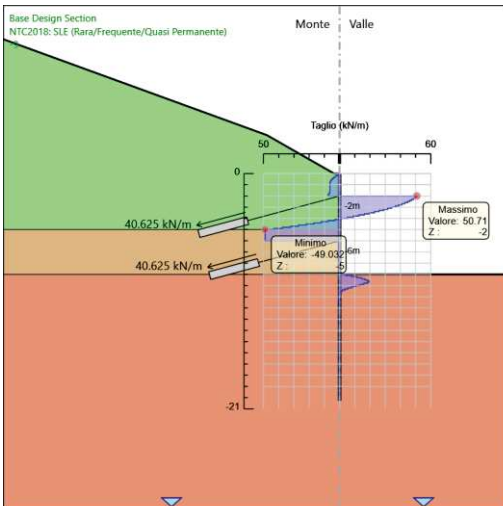 Base Design Section
NTC2018: SLE (Rara/Frequente/Quasi Permanente)
Monte Valle
Taglio (kN/m)
50 60
0
-2m
Massimo
Valore: 50.71
Z : -2
40.625 kN/m
Minimo
Valore: -49.032
Z : -5
-6m
40.625 kN/m
-21